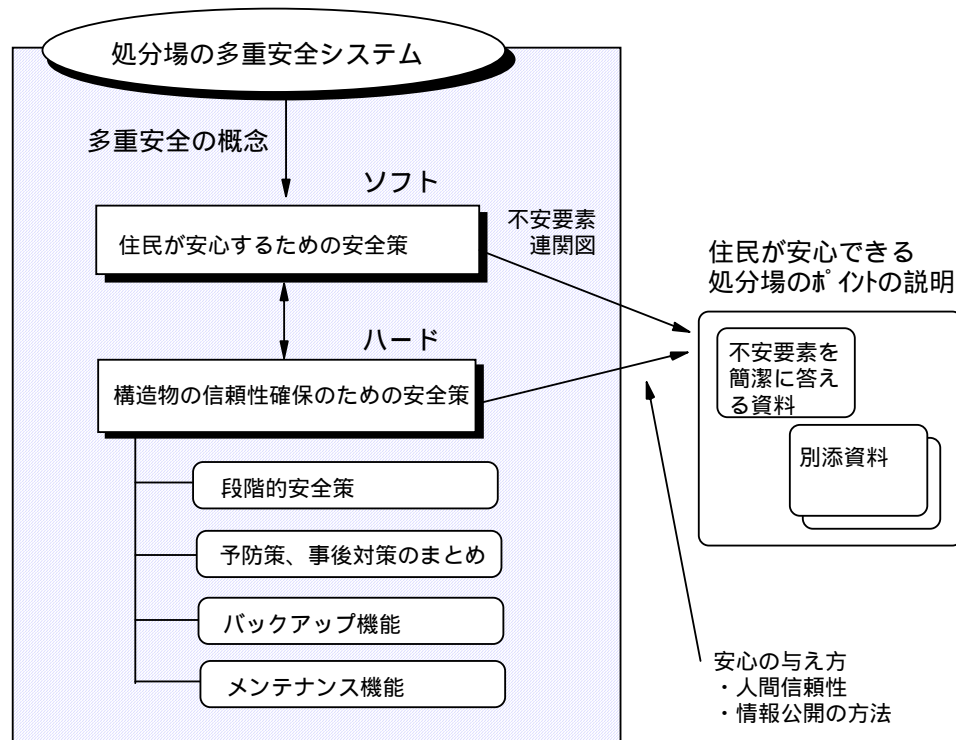 処分場の多重安全システム
多重安全の概念
ソフト
住民が安心するための安全策
不安要素
連関図
ハード
構造物の信頼性確保のための安全策
段階的安全策
予防策、事後対策のまとめ
バックアップ機能
メンテナンス機能
住民が安心できる
処分場のﾎﾟｲﾝﾄの説明
不安要素を
簡潔に答え
る資料
別添資料
安心の与え方
・人間信頼性
・情報公開の方法